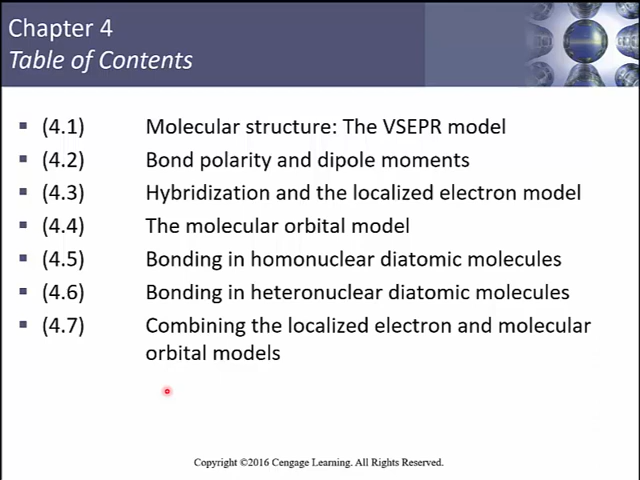 Chapter 4
Table of Contents
(4.1) Molecular structure: The VSEPR model
(4.2) Bond polarity and dipole moments
(4.3) Hybridization and the localized electron model
(4.4) The molecular orbital model
(4.5) Bonding in homonuclear diatomic molecules
(4.6) Bonding in heteronuclear diatomic molecules
(4.7) Combining the localized electron and molecular
orbital models
Copyright ©2016 Cengage Learning. All Rights Reserved.